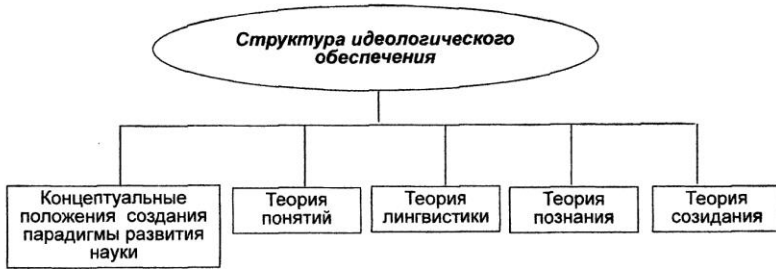 Структура идеологического
обеспечения
Концептуальные
положения создания
парадигмы развития
науки
Теория
понятий
Теория
лингвистики
Теория
познания
Теория
созидания